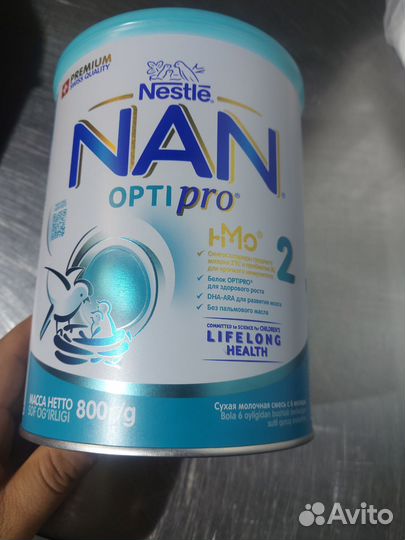 PREMIUM
SWISS QUALITY
Nestlé
NAN
OPTI pro
HMO
2
Белок OPTIPRO®
для здорового роста
DHA-ARA для развития мозга
Без пальмового масла
COMMITTED to SCIENCE for CHILDREN'S
LIFELONG
HEALTH
МАССА НЕТТО
SOF OG'IRLIGI
800 г/g
Сухая молочная смесь с 6 месяцев
Bola 6 oyligidan
Avito